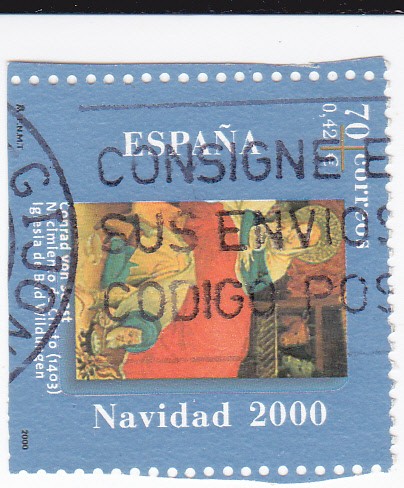 ESPAÑA
70 correos
0,42 €
CONSIGNE E
SUS ENVIOS
CODIGO POS
Conrad von Soest
Nacimiento de Cristo (1403)
Iglesia de Bad Wildungen
Navidad 2000
2000